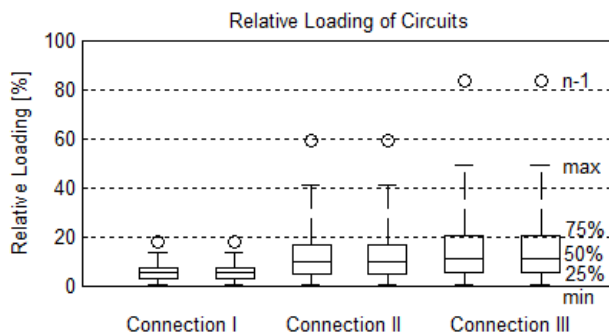 Relative Loading of Circuits
Relative Loading [%]
100
80
60
40
20
0
n-1
max
75%
50%
25%
min
Connection I
Connection II
Connection III